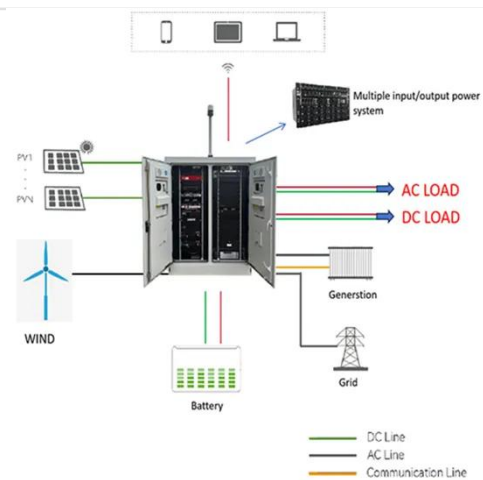 Multiple input/output power
system
PV1
PVN
AC LOAD
DC LOAD
WIND
Generstion
Grid
Battery
DC Line
AC Line
Communication Line